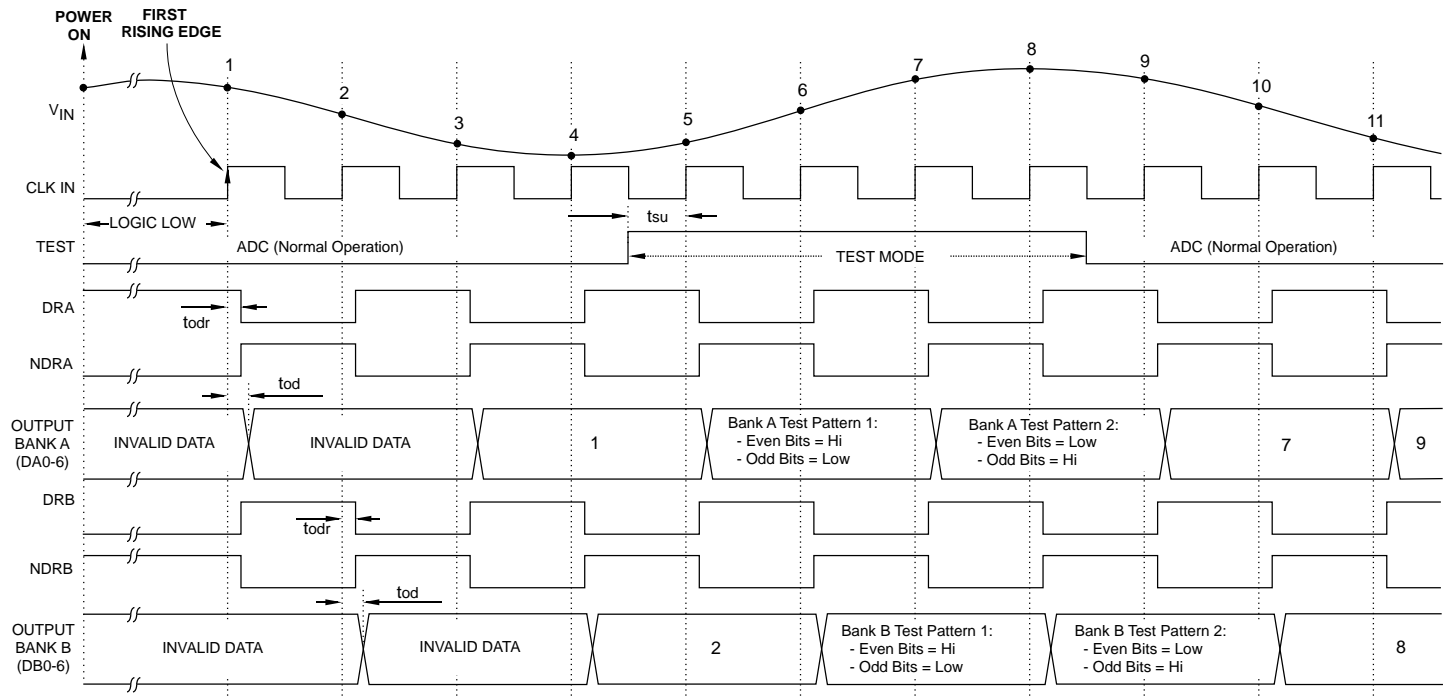 POWER
ON
FIRST
RISING EDGE
1
2
3
4
5
6
7
8
9
10
11
VIN
CLK IN
LOGIC LOW
tsu
TEST
ADC (Normal Operation)
TEST MODE
ADC (Normal Operation)
DRA
todr
NDRA
tod
OUTPUT
BANK A
(DA0-6)
INVALID DATA
INVALID DATA
1
Bank A Test Pattern 1:
- Even Bits = Hi
- Odd Bits = Low
Bank A Test Pattern 2:
- Even Bits = Low
- Odd Bits = Hi
7
9
DRB
todr
NDRB
tod
OUTPUT
BANK B
(DB0-6)
INVALID DATA
INVALID DATA
2
Bank B Test Pattern 1:
- Even Bits = Hi
- Odd Bits = Low
Bank B Test Pattern 2:
- Even Bits = Low
- Odd Bits = Hi
8